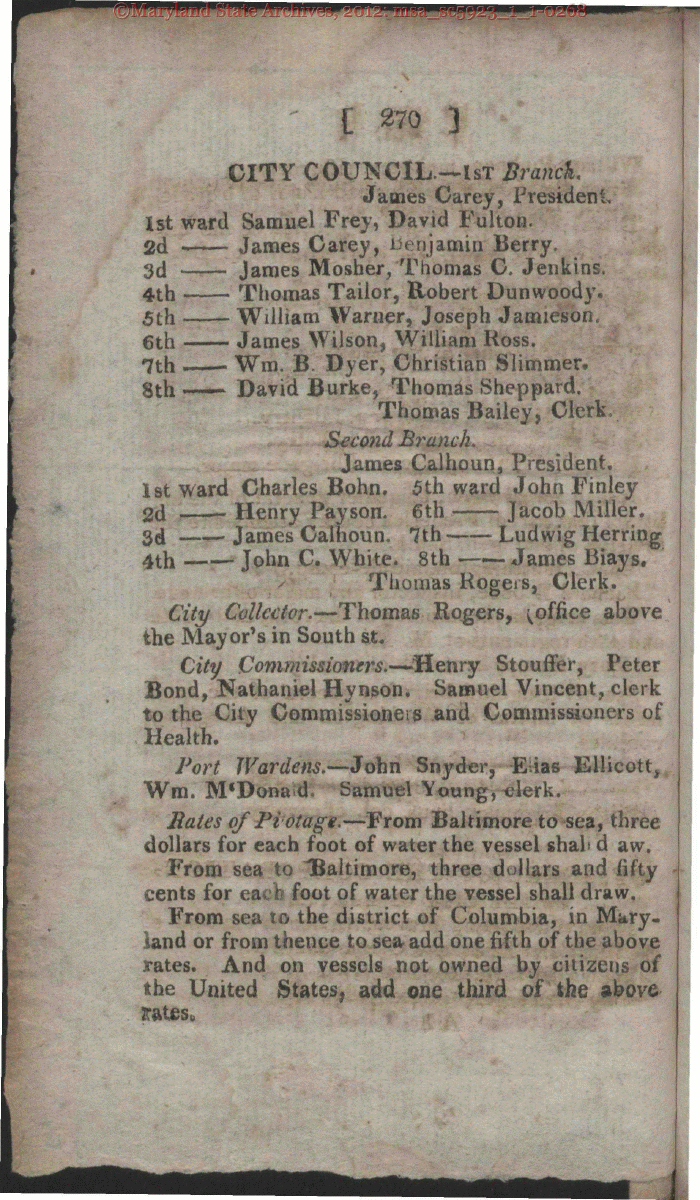 ©Maryland State Archives, 2012. msa_sc5923_1_1-0268
[ 270 ]
CITY COUNCIL.—1ST Branch.
James Carey, President.
1st ward Samuel Frey, David Fulton.
2d —— James Carey, Benjamin Berry.
3d —— James Mosher, Thomas C. Jenkins.
4th —— Thomas Tailor, Robert Dunwoody.
5th —— William Warner, Joseph Jamieson.
6th —— James Wilson, William Ross.
7th —— Wm. B. Dyer, Christian Slimmer.
8th —— David Burke, Thomas Sheppard.
Thomas Bailey, Clerk.
Second Branch.
James Calhoun, President.
1st ward Charles Bohn. 5th ward John Finley
2d —— Henry Payson. 6th —— Jacob Miller.
3d —— James Calhoun. 7th —— Ludwig Herring
4th —— John C. White. 8th —— James Biays.
Thomas Rogers, Clerk.
City Collector.—Thomas Rogers, (office above
the Mayor's in South st.
City Commissioners.—Henry Stouffer, Peter
Bond, Nathaniel Hynson. Samuel Vincent, clerk
to the City Commissioners and Commissioners of
Health.
Port Wardens.—John Snyder, Elias Ellicott,
Wm. M‘Donald. Samuel Young, clerk.
Rates of Pilotage.—From Baltimore to sea, three
dollars for each foot of water the vessel shall d aw.
From sea to Baltimore, three dollars and fifty
cents for each foot of water the vessel shall draw.
From sea to the district of Columbia, in Mary-
land or from thence to sea add one fifth of the above
rates. And on vessels not owned by citizens of
the United States, add one third of the above
rates.